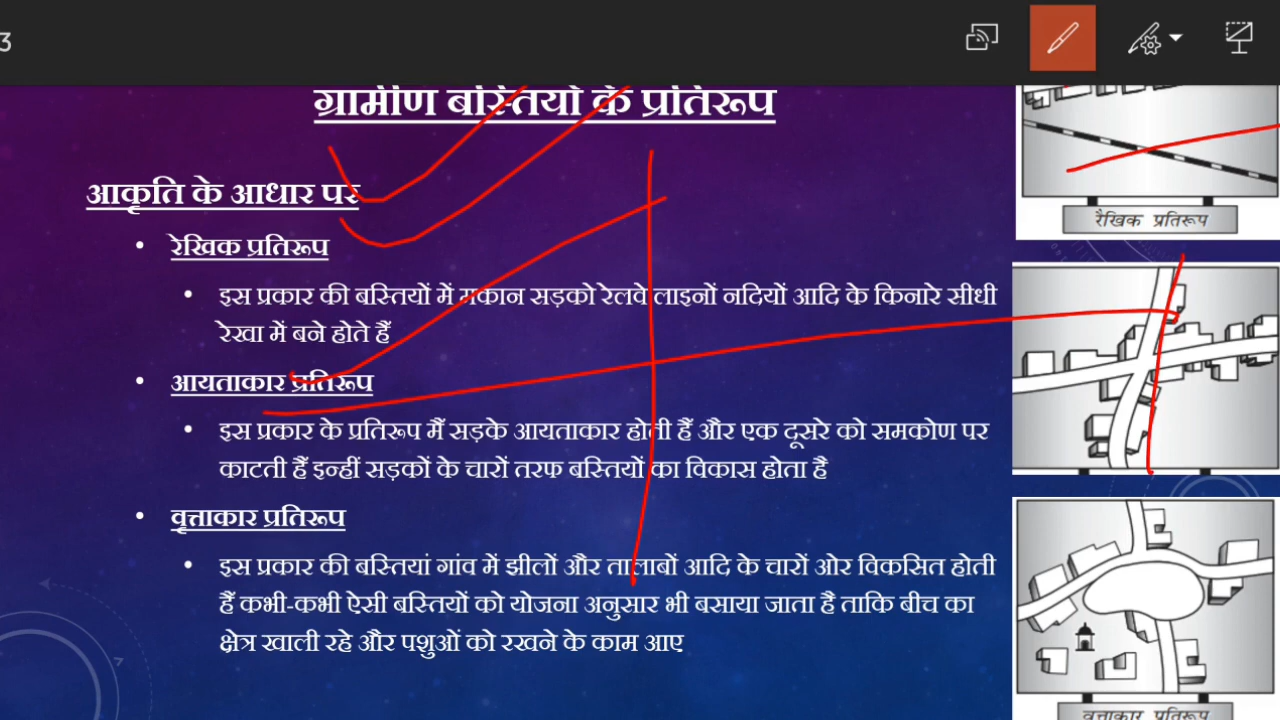 3
ग्रामीण बस्तियों के प्रतिरूप
आकृति के आधार पर
• रेखिक प्रतिरूप
• इस प्रकार की बस्तियों में मकान सड़को रेलवे लाइनों नदियों आदि के किनारे सीधी
रेखा में बने होते हैं
• आयताकार प्रतिरूप
• इस प्रकार के प्रतिरूप मैं सड़के आयताकार होती हैं और एक दूसरे को समकोण पर
काटती हैं इन्हीं सड़कों के चारों तरफ बस्तियों का विकास होता है
• वृत्ताकार प्रतिरूप
• इस प्रकार की बस्तियां गांव में झीलों और तालाबों आदि के चारों ओर विकसित होती
हैं कभी-कभी ऐसी बस्तियों को योजना अनुसार भी बसाया जाता है ताकि बीच का
क्षेत्र खाली रहे और पशुओं को रखने के काम आए
रैखिक प्रतिरूप
वृत्ताकार प्रतिरूप